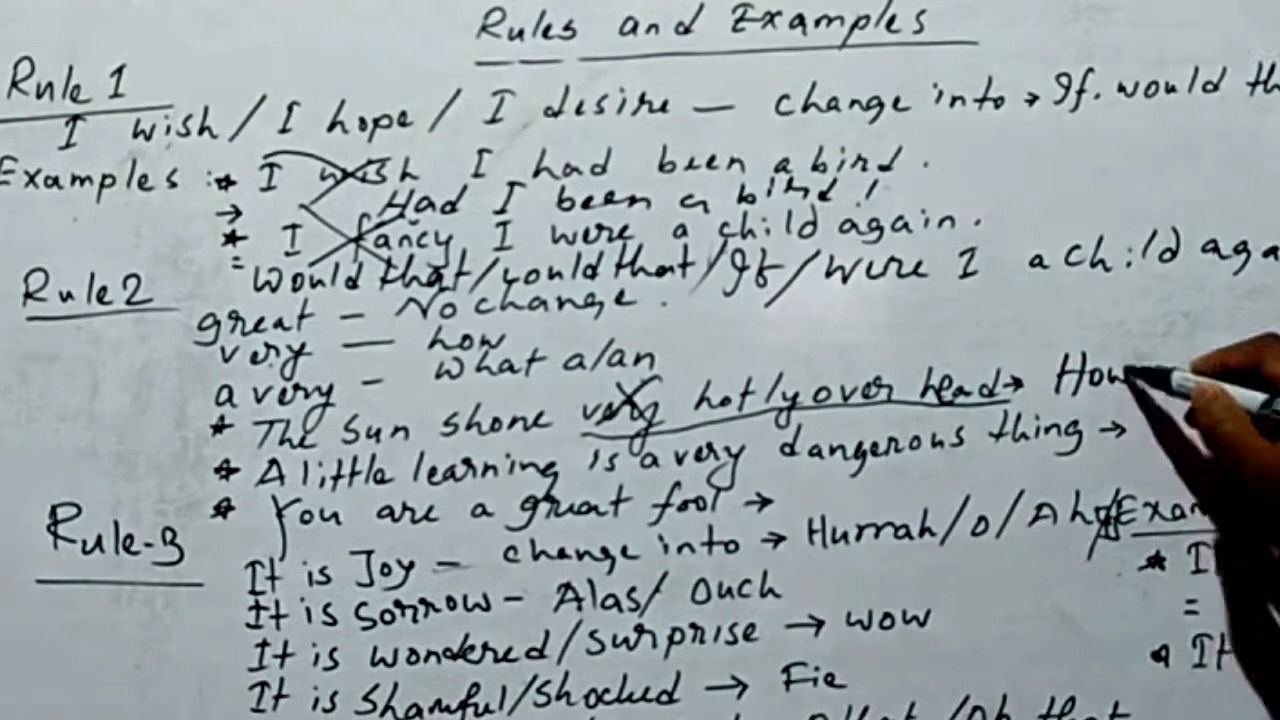 Rules and Examples
Rule 1
I wish / I hope / I desire — change into → If. would th
Examples :* I wish I had been a bird.
→ Had I been a bird !
* I fancy I were a child again.
= Would that/could that/If/Were I a child aga
Rule 2
great — No change.
very — how
a very — what a/an
* The Sun shone very hotly over head → How
* A little learning is a very dangerous thing →
* You are a great fool →
Rule-3
It is Joy — change into → Hurrah/O/Ah Exam
It is Sorrow - Alas/ Ouch
It is wondered/surprise → wow
It is Shamful/Shocked → Fie
* I
=
* It